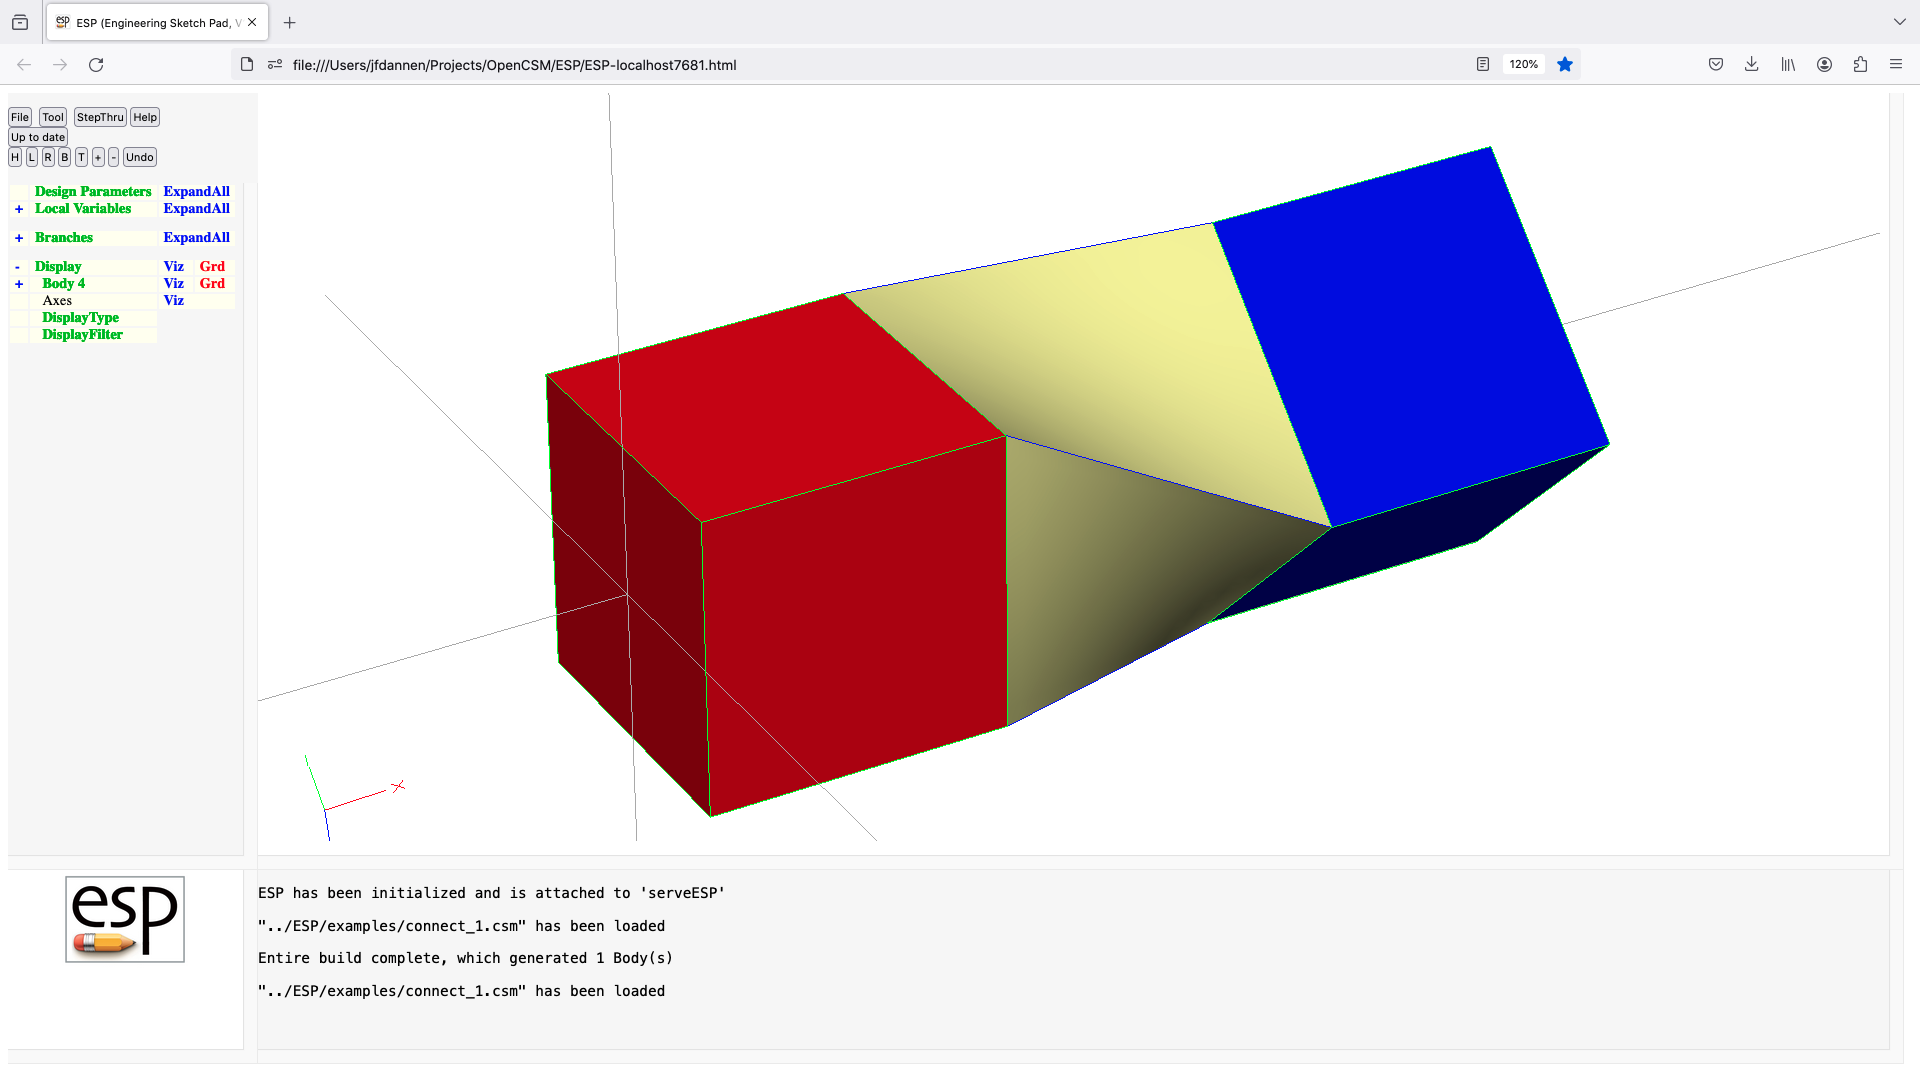 ESP (Engineering Sketch Pad, V
file:///Users/jfdannen/Projects/OpenCSM/ESP/ESP-localhost7681.html
120%
File Tool StepThru Help
Up to date
H L R B T + - Undo
Design Parameters ExpandAll
+ Local Variables ExpandAll
+ Branches ExpandAll
- Display Viz Grd
+ Body 4 Viz Grd
Axes Viz
DisplayType
DisplayFilter
X
esp
ESP has been initialized and is attached to 'serveESP'
"../ESP/examples/connect_1.csm" has been loaded
Entire build complete, which generated 1 Body(s)
"../ESP/examples/connect_1.csm" has been loaded